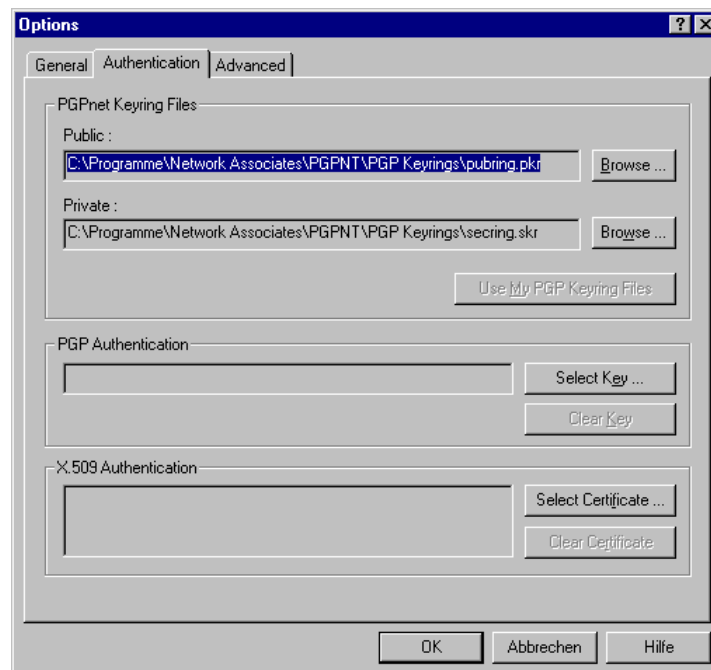 Options
General Authentication Advanced
PGPnet Keyring Files
Public :
C:\Programme\Network Associates\PGPNT\PGP Keyrings\pubring.pkr Browse ...
Private :
C:\Programme\Network Associates\PGPNT\PGP Keyrings\secring.skr Browse ...
Use My PGP Keyring Files
PGP Authentication
Select Key ...
Clear Key
X.509 Authentication
Select Certificate ...
Clear Certificate
OK Abbrechen Hilfe